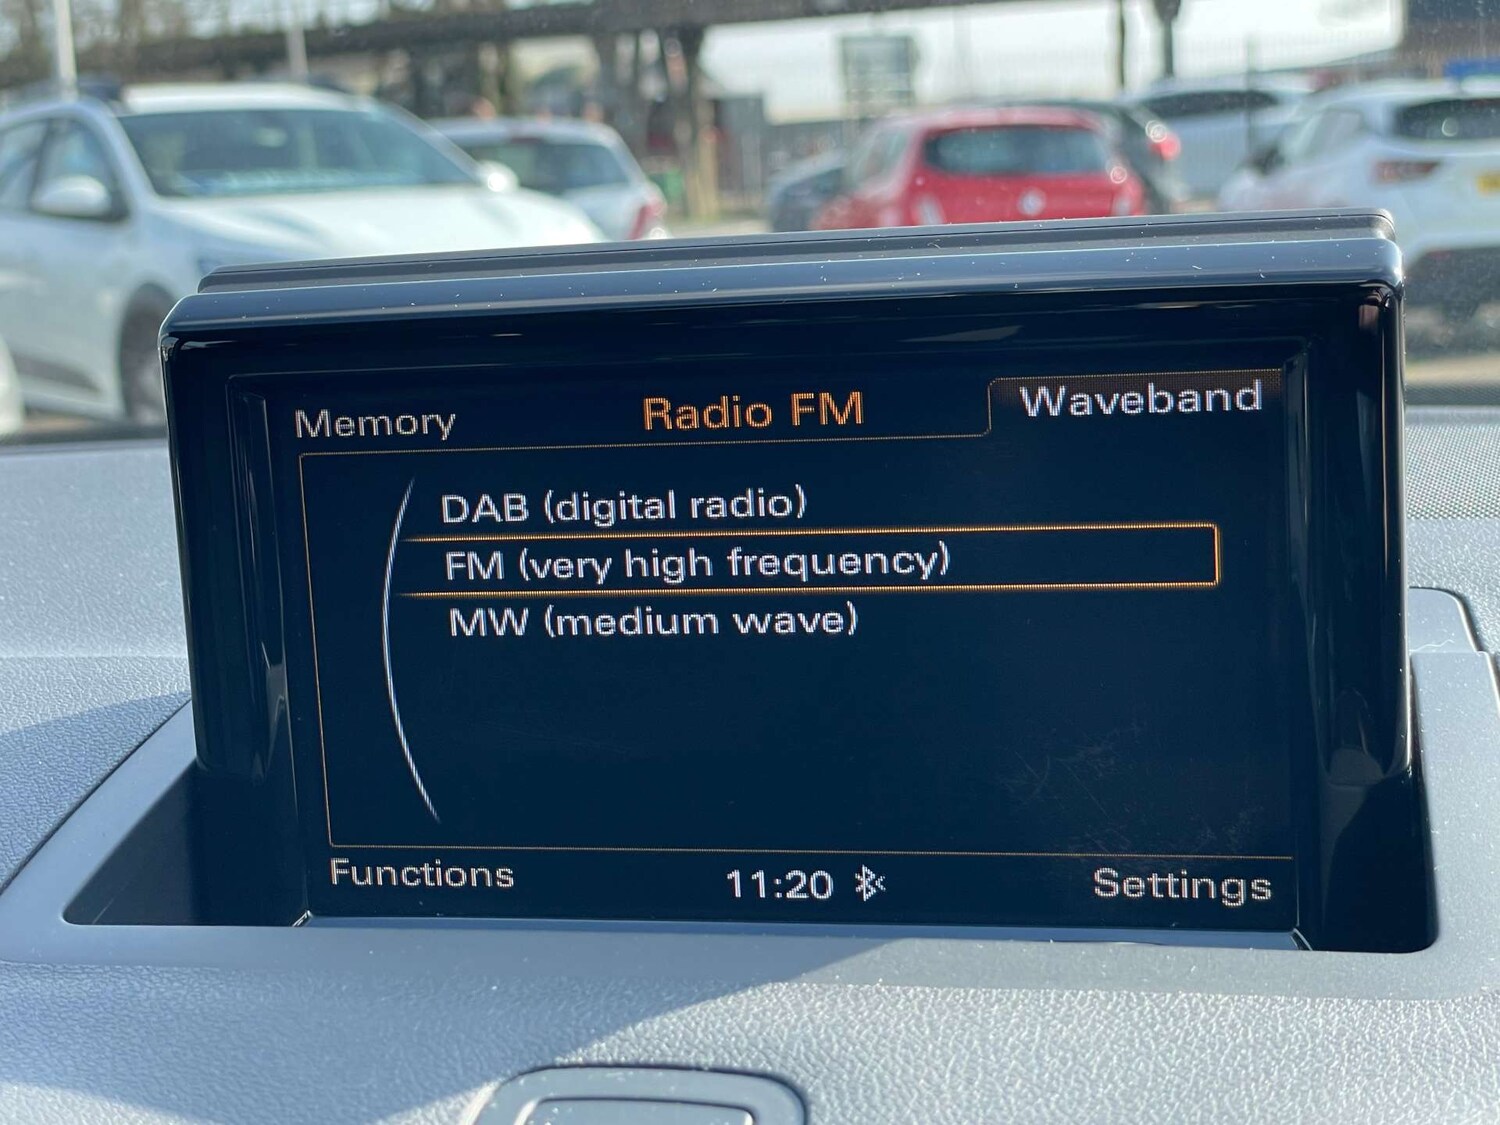 Memory
Radio FM
Waveband
DAB (digital radio)
FM (very high frequency)
MW (medium wave)
Functions
11:20
Settings